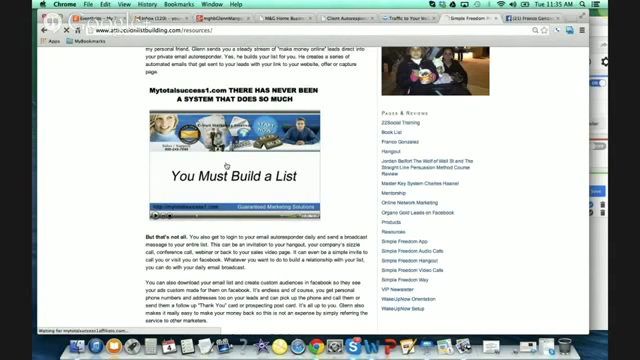 Chrome File Edit View History Bookmarks Window Help
Tue 11:35 AM
Simple Freedom App
www.attractionlistbuilding.com/resources/
Apps MyBookmarks
my personal friend, Glenn sends you a steady stream of "make money online" leads direct into
your private email autoresponder. Yes, he builds your list for you. He creates a series of
automated emails that get sent to your leads with your link to your website, offer or capture
page.
Mytotalsuccess1.com THERE HAS NEVER BEEN
A SYSTEM THAT DOES SO MUCH
You Must Build a List
http://mytotalsuccess1.com
Guaranteed Marketing Solutions
But that's not all. You also get to login to your email autoresponder daily and send a broadcast
message to your entire list. This can be an invitation to your hangout, your company's sizzle
call, conference call, webinar or back to your sales video page. It can even be a simple invite to
call you or visit you on facebook. Whatever you want to do to build a relationship with your list,
you can do with your daily email broadcast.
You can also download your email list and create custom audiences in facebook so they see
your ads custom made for them on facebook. It's endless and of course, you get personal
phone numbers and addresses too on your leads and can pick up the phone and call them or
send them a follow up "Thank You" card or prospecting post card. It's all up to you. Glenn also
makes it really easy to make your money back so this is not an expense by simply referring the
service to other marketers.
Pages & Reviews
22Social Training
Book List
Franco Gonzalez
Hangout
Jordan Belfort The Wolf of Wall St and The
Straight Line Persuasion Method Course
Review
Master Key System Charles Haanel
Mentorship
Online Network Marketing
Organo Gold Leads on Facebook
Products
Resources
Simple Freedom App
Simple Freedom Audio Calls
Simple Freedom Hangout
Simple Freedom Video Calls
Simple Freedom Way
VIP Newsletter
WakeUpNow Orientation
WakeUpNow Setup
Waiting for mytotalsuccess1affiliate.com...